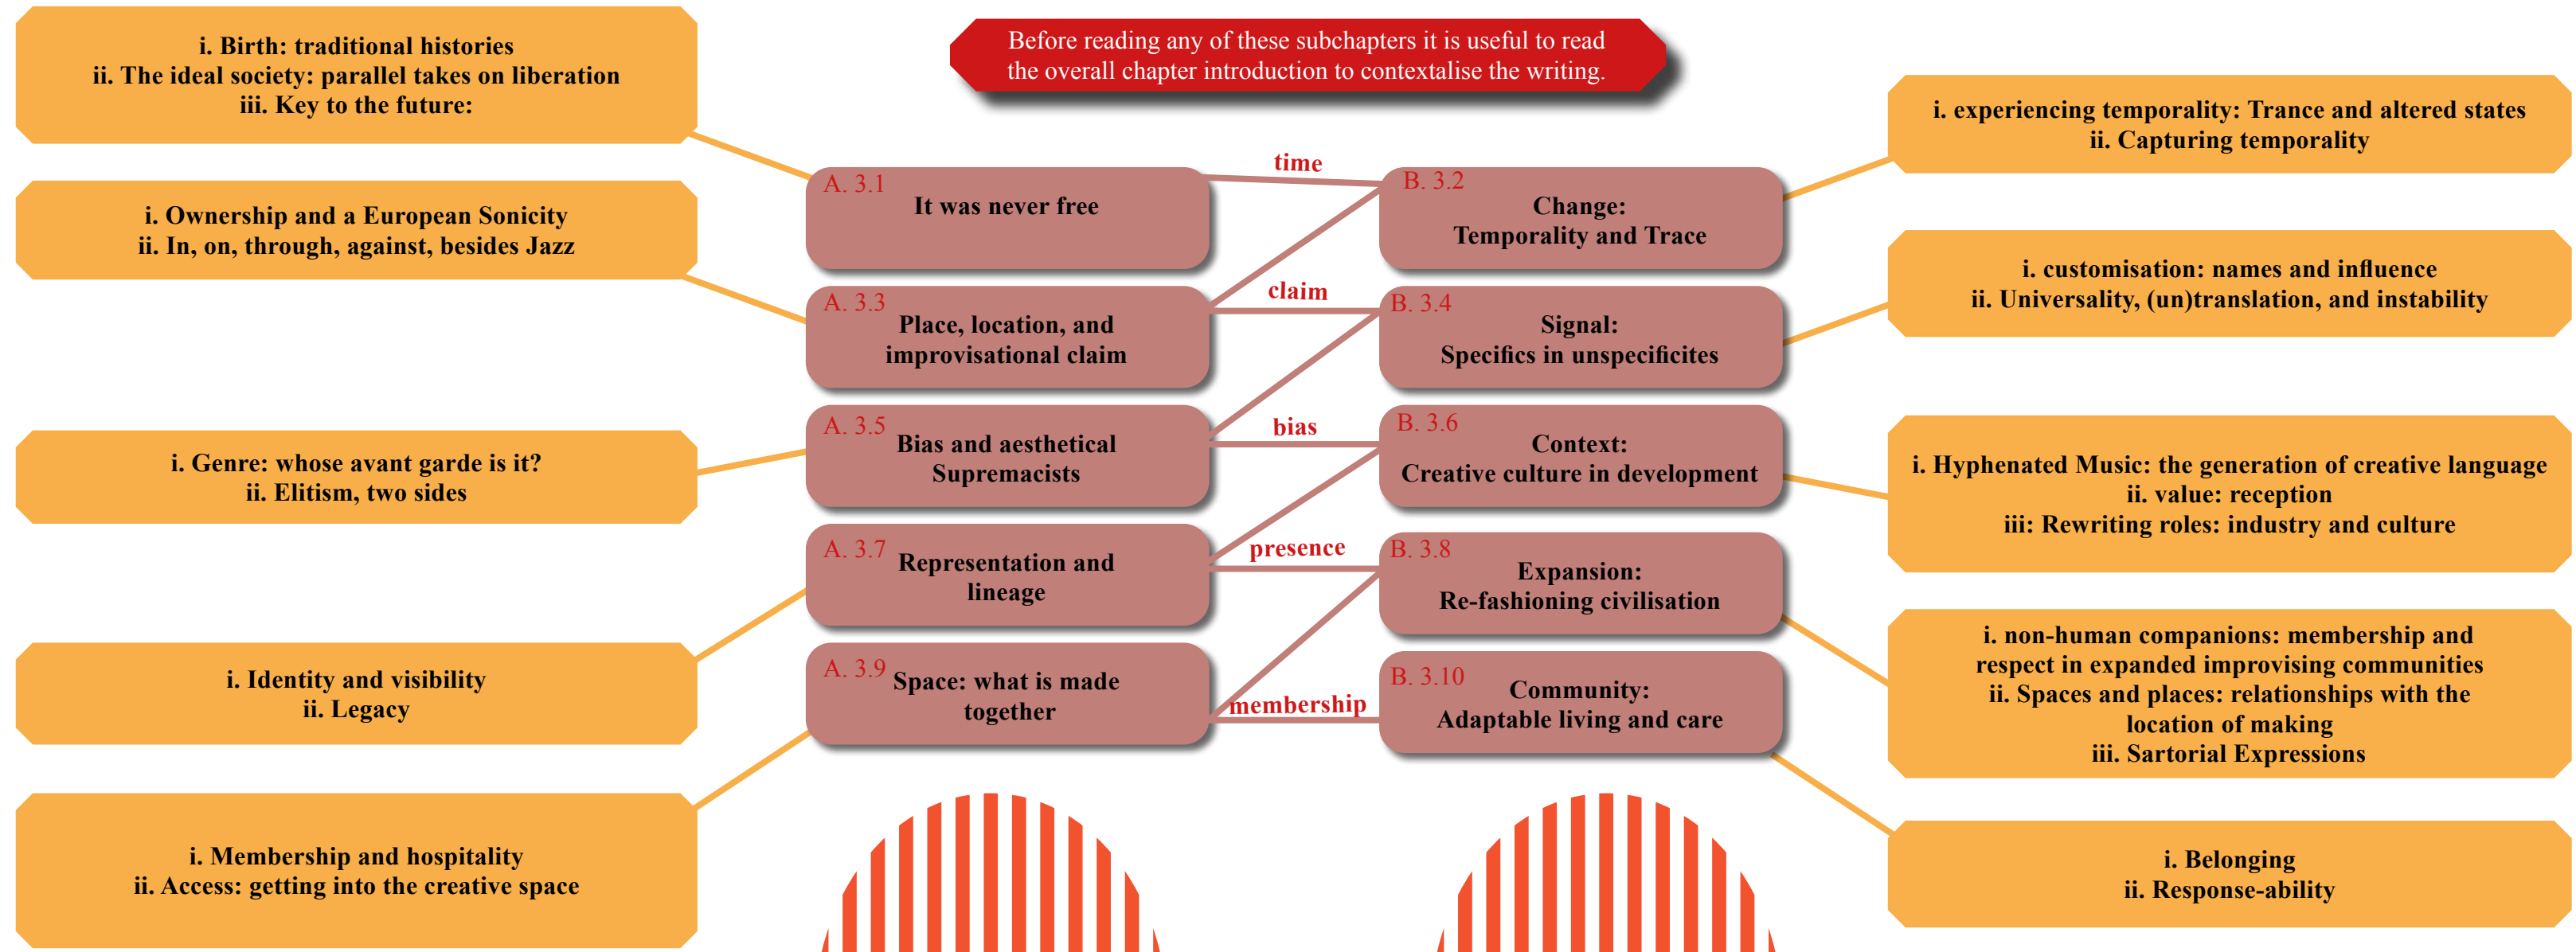 Before reading any of these subchapters it is useful to read
the overall chapter introduction to contextalise the writing.
i. Birth: traditional histories
ii. The ideal society: parallel takes on liberation
iii. Key to the future:
A. 3.1
It was never free
time
B. 3.2
Change:
Temporality and Trace
i. experiencing temporality: Trance and altered states
ii. Capturing temporality
i. Ownership and a European Sonicity
ii. In, on, through, against, besides Jazz
A. 3.3
Place, location, and
improvisational claim
claim
B. 3.4
Signal:
Specifics in unspecificites
i. customisation: names and influence
ii. Universality, (un)translation, and instability
i. Genre: whose avant garde is it?
ii. Elitism, two sides
A. 3.5
Bias and aesthetical
Supremacists
bias
B. 3.6
Context:
Creative culture in development
i. Hyphenated Music: the generation of creative language
ii. value: reception
iii: Rewriting roles: industry and culture
i. Identity and visibility
ii. Legacy
A. 3.7
Representation and
lineage
presence
B. 3.8
Expansion:
Re-fashioning civilisation
i. non-human companions: membership and
respect in expanded improvising communities
ii. Spaces and places: relationships with the
location of making
iii. Sartorial Expressions
i. Membership and hospitality
ii. Access: getting into the creative space
A. 3.9
Space: what is made
together
membership
B. 3.10
Community:
Adaptable living and care
i. Belonging
ii. Response-ability